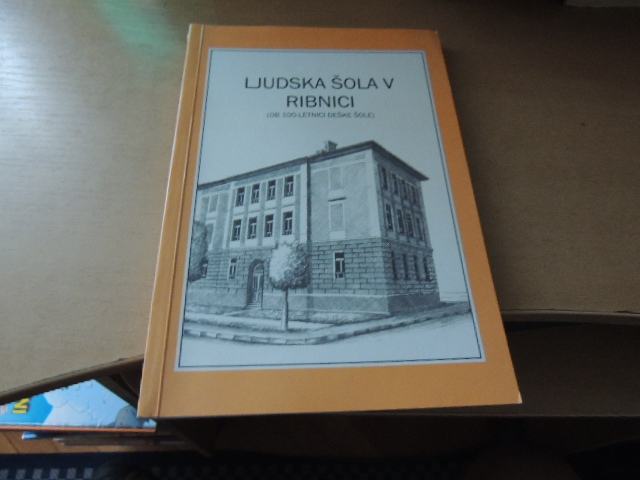 LJUDSKA ŠOLA V
RIBNICI
(OB 100-LETNICI DEŠKE ŠOLE)